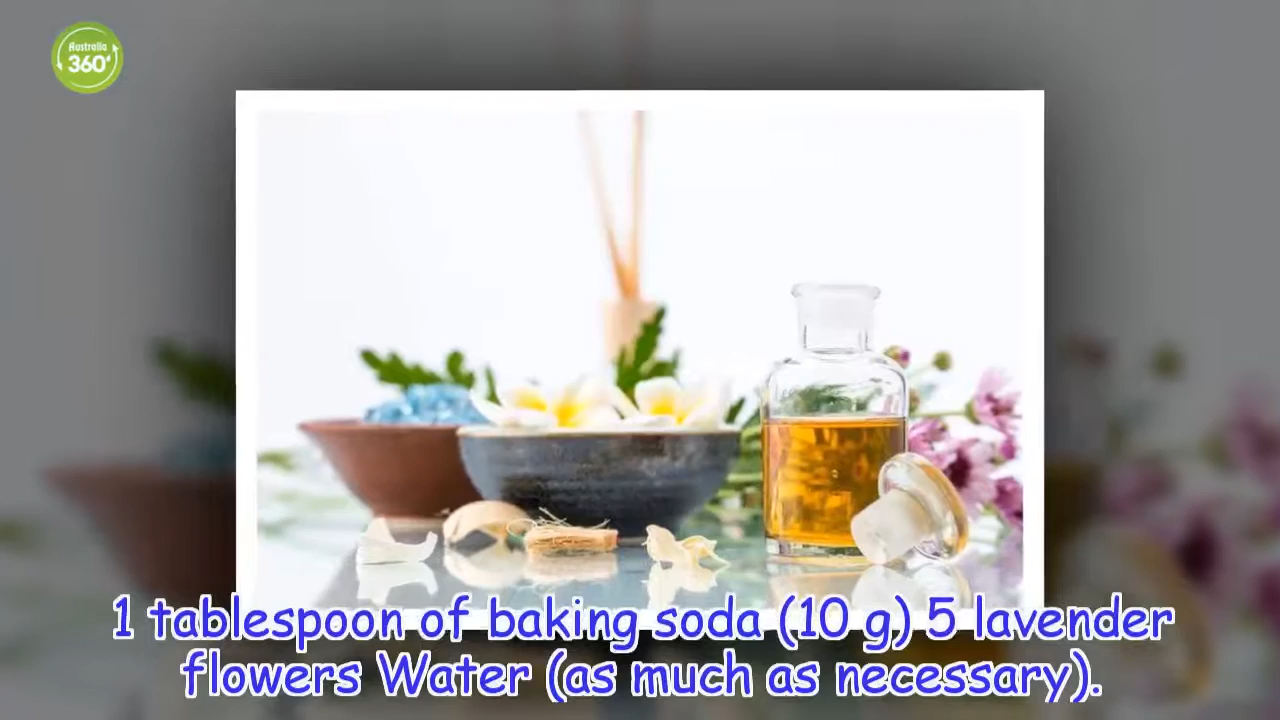 Australia
360°
1 tablespoon of baking soda (10 g) 5 lavender
flowers Water (as much as necessary).